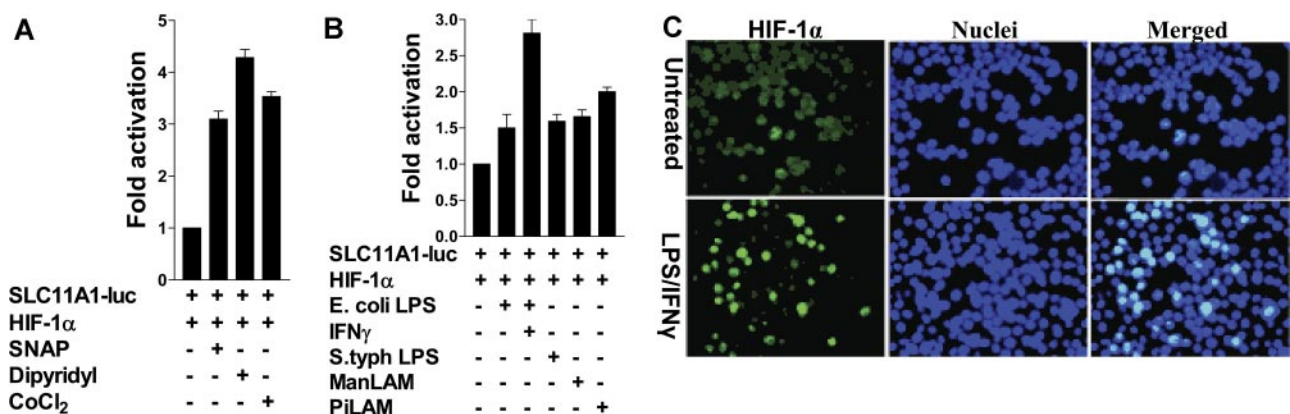 A
Fold activation
5
4
3
2
1
0
SLC11A1-luc + + + +
HIF-1α + + + +
SNAP - + - -
Dipyridyl - - + -
CoCl₂ - - - +
B
Fold activation
3.0
2.5
2.0
1.5
1.0
0.5
0.0
SLC11A1-luc + + + + + +
HIF-1α + + + + + +
E. coli LPS - + + - - -
IFNγ - - + - - -
S.typh LPS - - - + - -
ManLAM - - - - + -
PiLAM - - - - - +
C
HIF-1α Nuclei Merged
Untreated
LPS/IFNγ